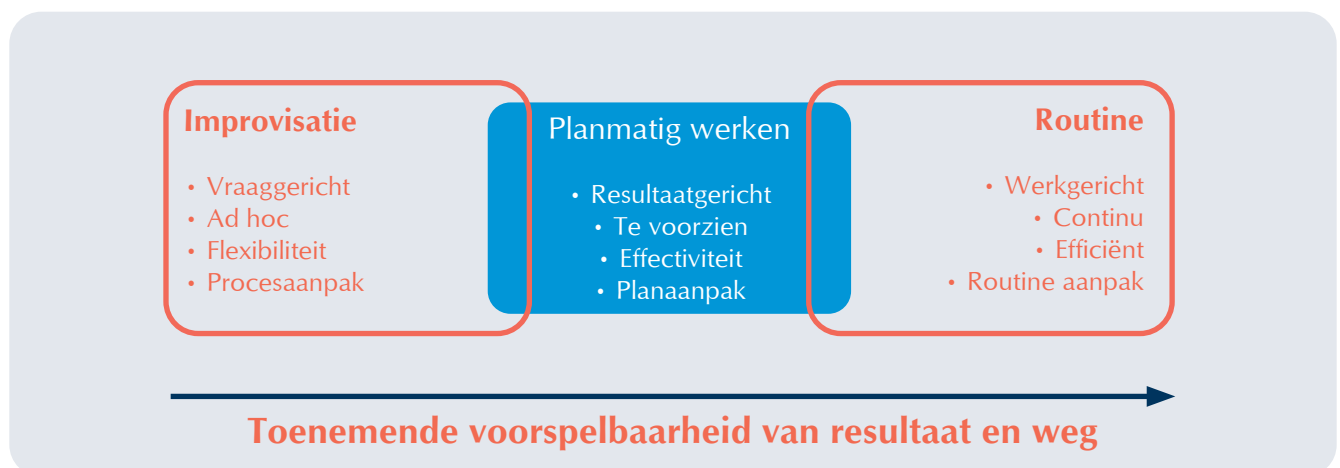 Improvisatie
• Vraaggericht
• Ad hoc
• Flexibiliteit
• Procesaanpak
Planmatig werken
• Resultaatgericht
• Te voorzien
• Effectiviteit
• Planaanpak
Routine
• Werkgericht
• Continu
• Efficiënt
• Routine aanpak
Toenemende voorspelbaarheid van resultaat en weg